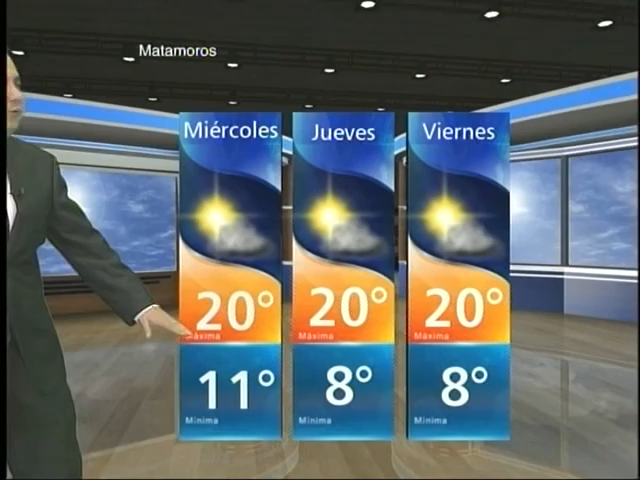 Matamoros
Miércoles
20°
Máxima
11°
Mínima
Jueves
20°
Máxima
8°
Mínima
Viernes
20°
Máxima
8°
Mínima